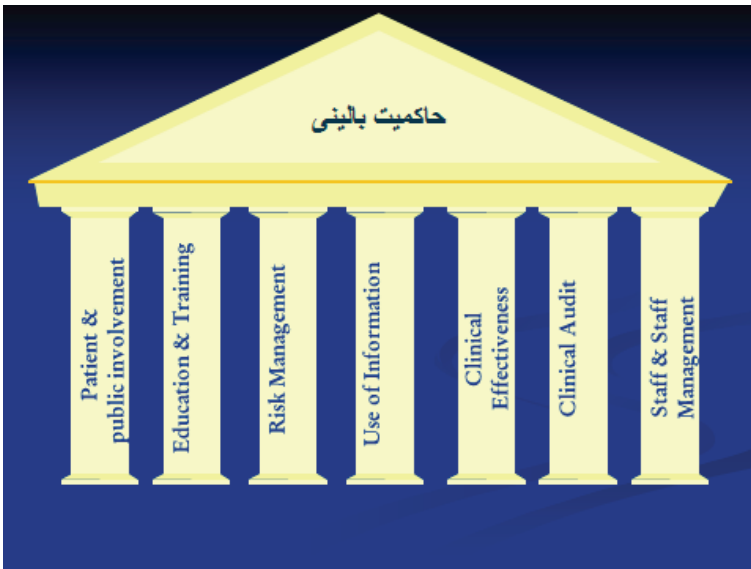 حاکمیت بالینی
Patient &
public involvement
Education & Training
Risk Management
Use of Information
Clinical
Effectiveness
Clinical Audit
Staff & Staff
Management